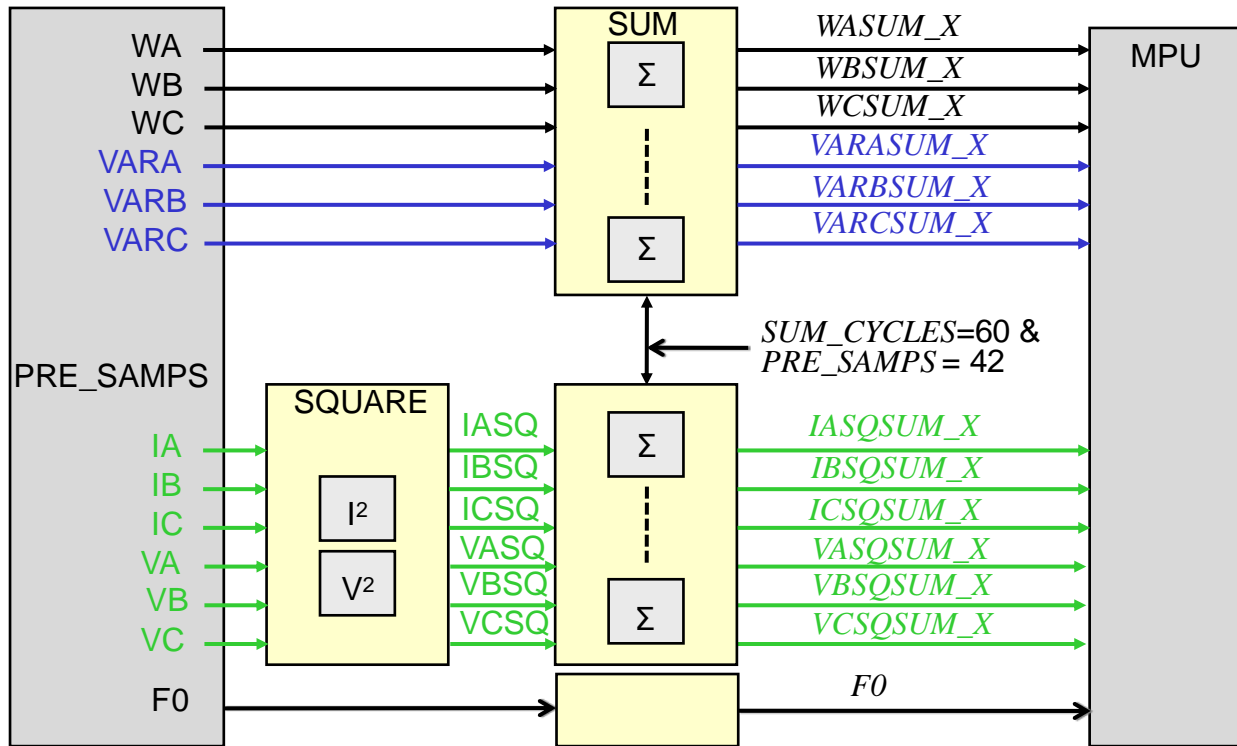 SUM
WASUM_X
WA
MPU
Σ
WBSUM_X
WB
WCSUM_X
WC
VARASUM_X
VARA
VARBSUM_X
VARB
VARCSUM_X
VARC
Σ
SUM_CYCLES=60 &
PRE_SAMPS = 42
PRE_SAMPS
SQUARE
IASQ
IASQSUM_X
IA
Σ
IBSQ
IBSQSUM_X
IB
I²
ICSQ
ICSQSUM_X
IC
VASQ
VASQSUM_X
VA
V²
VBSQ
VBSQSUM_X
VB
Σ
VCSQ
VCSQSUM_X
VC
F0
F0